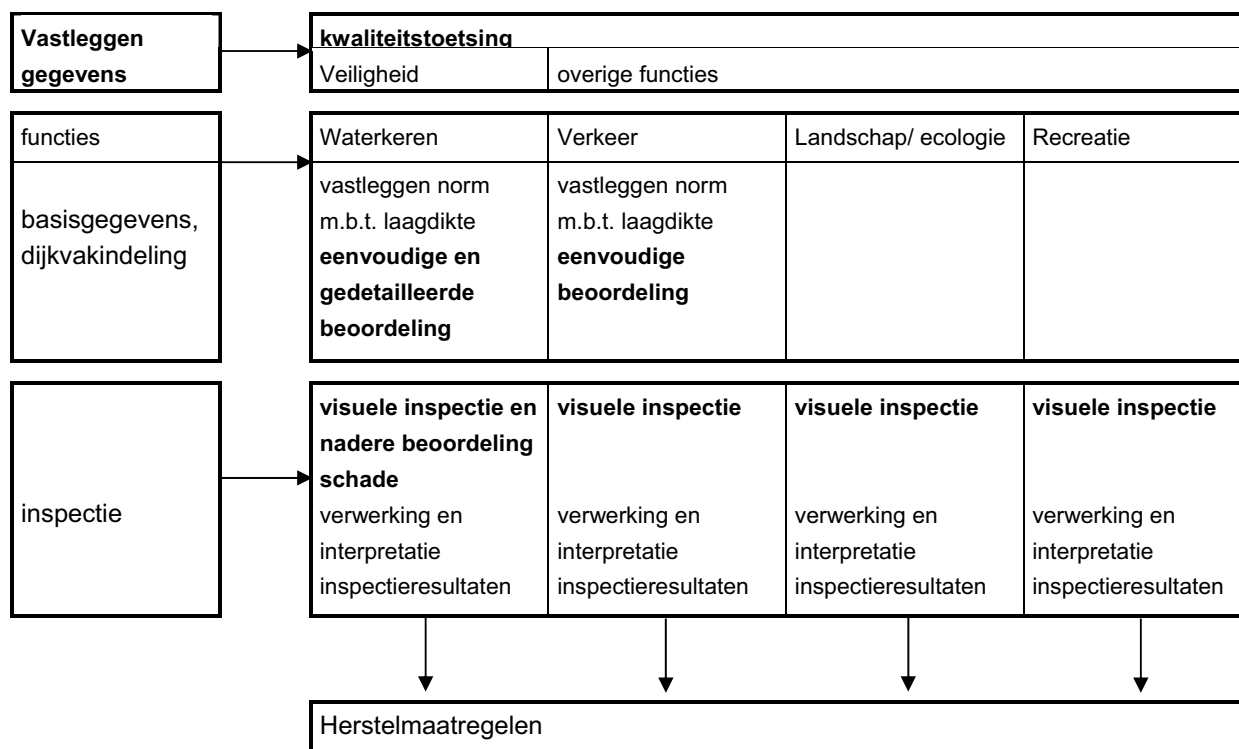 Vastleggen
gegevens
kwaliteitstoetsing
Veiligheid
overige functies
functies
Waterkeren
Verkeer
Landschap/ ecologie
Recreatie
basisgegevens,
dijkvakindeling
vastleggen norm
m.b.t. laagdikte
eenvoudige en
gedetailleerde
beoordeling
vastleggen norm
m.b.t. laagdikte
eenvoudige
beoordeling
inspectie
visuele inspectie en
nadere beoordeling
schade
verwerking en
interpretatie
inspectieresultaten
visuele inspectie
verwerking en
interpretatie
inspectieresultaten
visuele inspectie
verwerking en
interpretatie
inspectieresultaten
visuele inspectie
verwerking en
interpretatie
inspectieresultaten
Herstelmaatregelen